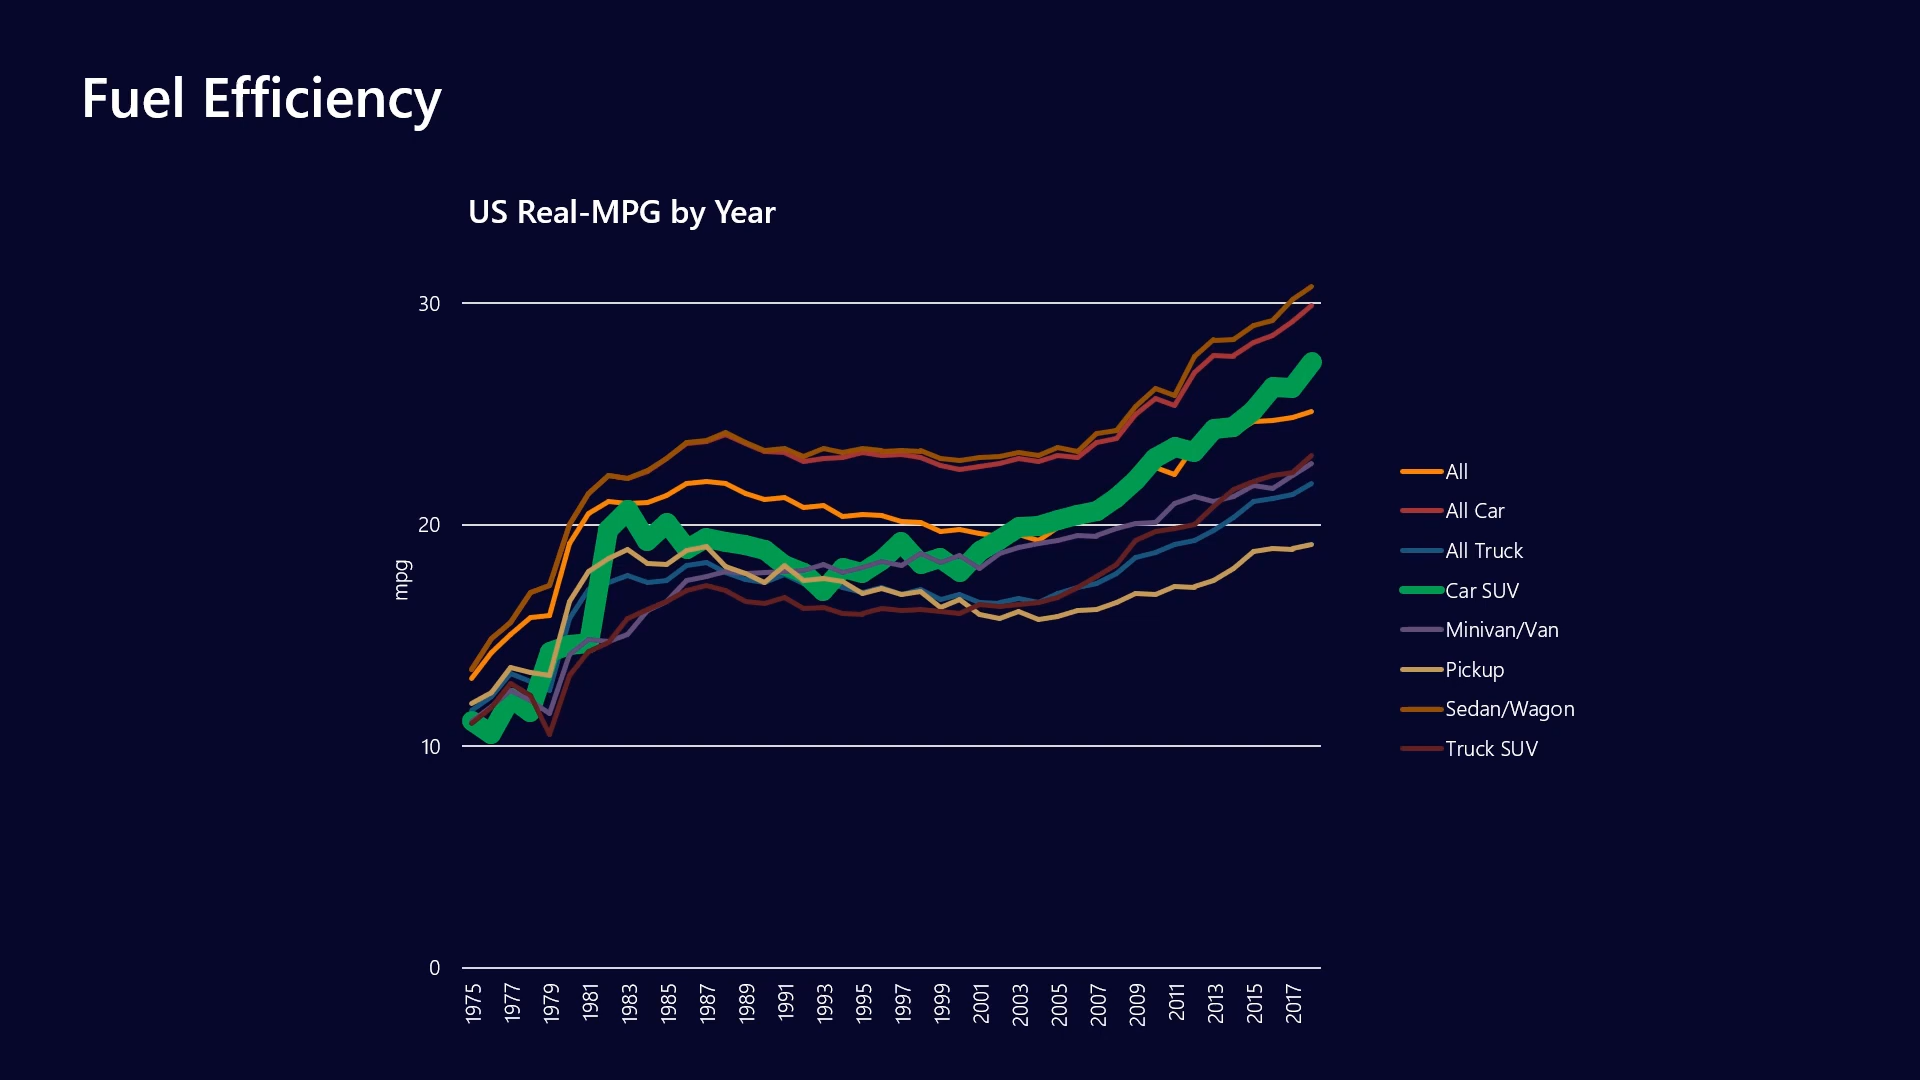 Fuel Efficiency
US Real-MPG by Year
30
20
10
0
mpg
1975
1977
1979
1981
1983
1985
1987
1989
1991
1993
1995
1997
1999
2001
2003
2005
2007
2009
2011
2013
2015
2017
All
All Car
All Truck
Car SUV
Minivan/Van
Pickup
Sedan/Wagon
Truck SUV